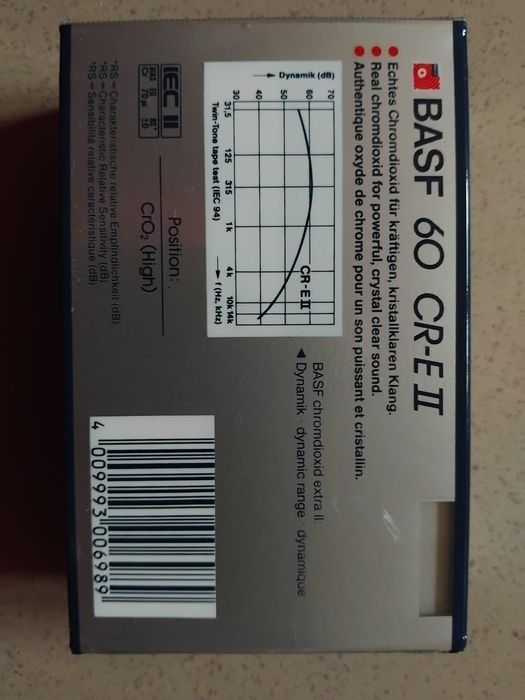 BASF 60 CR-E II
Echtes Chromdioxid für kräftigen, kristallklaren Klang.
Real chromdioxid for powerful, crystal clear sound.
Authentique oxyde de chrome pour un son puissant et cristallin.
Dynamik (dB)
70
60
50
40
30
CR-E II
31,5 125 315 1k 4k 10k 14k
Twin-Tone tape test (IEC 94) f (Hz, kHz)
BASF chromdioxid extra II:
Dynamik · dynamic range · dynamique
IEC II
Position:
CrO2 (High)
*RS = Charakteristische relative Empfindlichkeit (dB)
*RS = Characteristic Relative Sensitivity (dB)
*RS = Sensibilité relative caractéristique (dB)
4 009993 006989